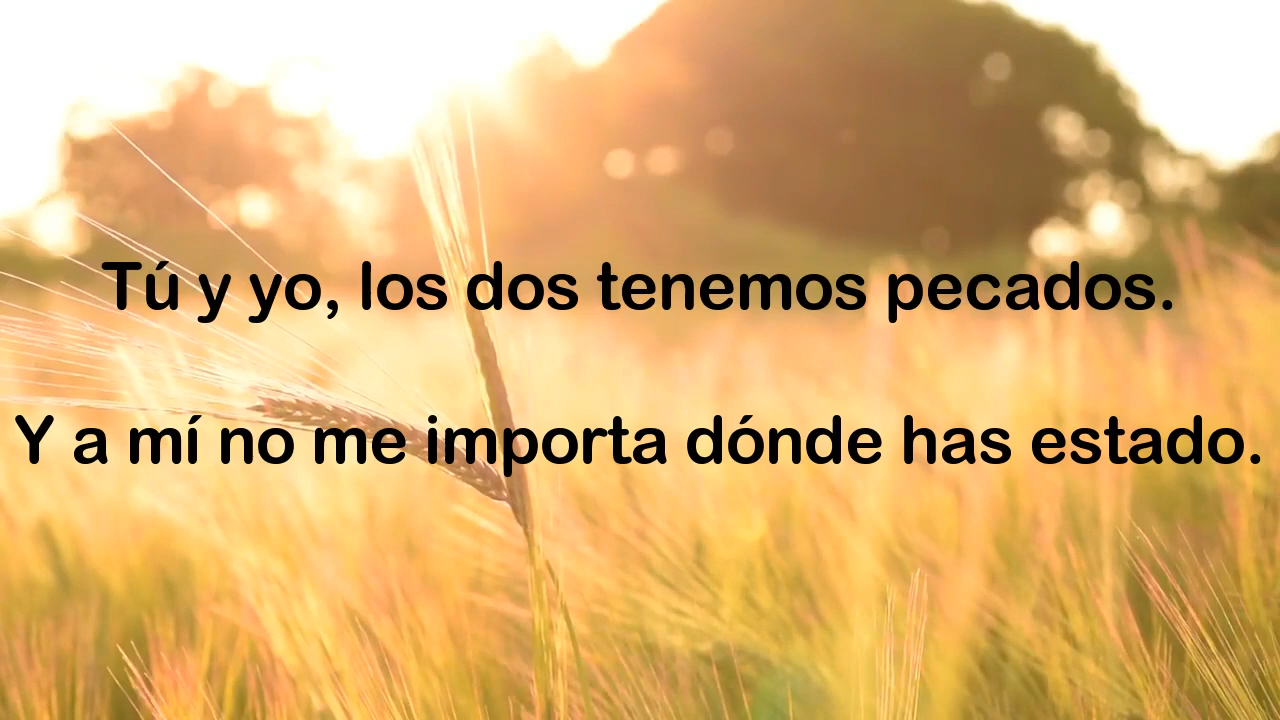 Tú y yo, los dos tenemos pecados.
Y a mí no me importa dónde has estado.